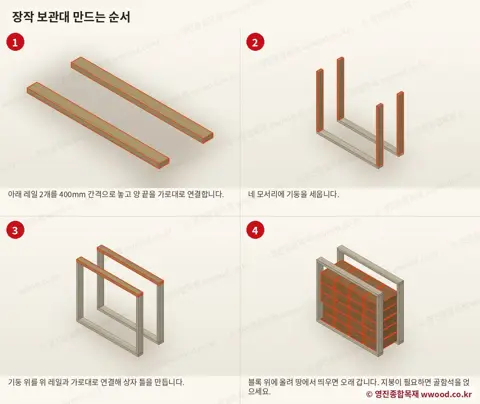 장작 보관대 만드는 순서
1
2
아래 레일 2개를 400mm 간격으로 놓고 양 끝을 가로대로 연결합니다.
네 모서리에 기둥을 세웁니다.
3
4
기둥 위를 위 레일과 가로대로 연결해 상자 틀을 만듭니다.
블록 위에 올려 땅에서 띄우면 오래 갑니다. 지붕이 필요하면 골함석을 얹
으세요.
© 영진종합목재 wwood.co.kr